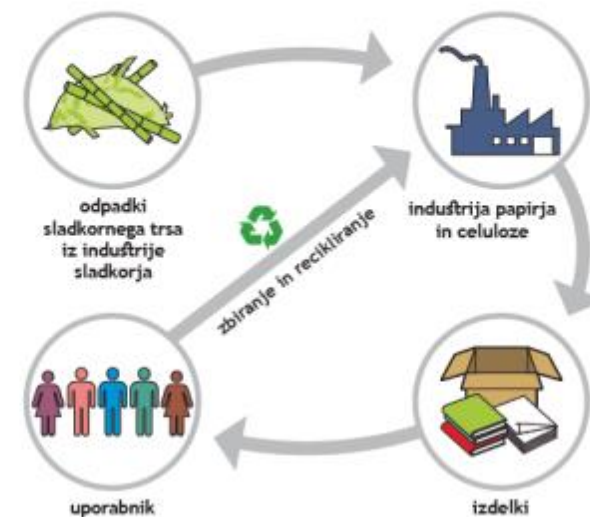 odpadki
sladkornega trsa
iz industrije
sladkorja
industrija papirja
in celuloze
zbiranje in recikliranje
uporabnik
izdelki